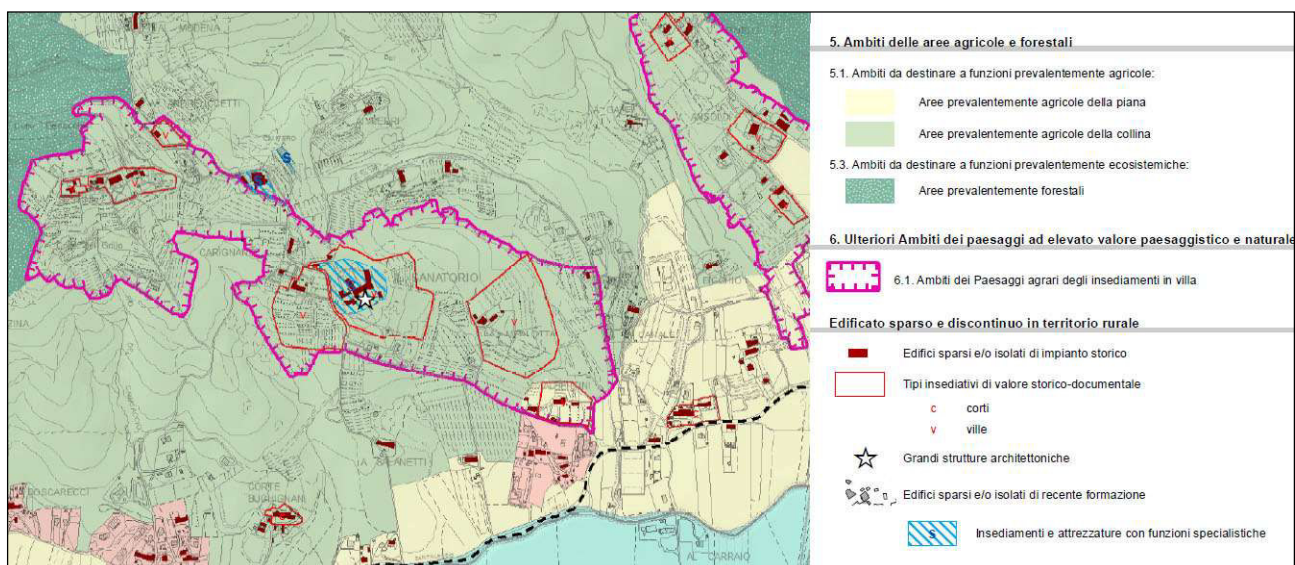 MODENA
CARIGNANO
SANATORIO
ARSOLI
S
S
v
v
v
v
v
v
CORTE
BUCHIGNANI
AL CARRAIO
5. Ambiti delle aree agricole e forestali
5.1. Ambiti da destinare a funzioni prevalentemente agricole:
Aree prevalentemente agricole della piana
Aree prevalentemente agricole della collina
5.3. Ambiti da destinare a funzioni prevalentemente ecosistemiche:
Aree prevalentemente forestali
6. Ulteriori Ambiti dei paesaggi ad elevato valore paesaggistico e naturale
6.1. Ambiti dei Paesaggi agrari degli insediamenti in villa
Edificato sparso e discontinuo in territorio rurale
Edifici sparsi e/o isolati di impianto storico
Tipi insediativi di valore storico-documentale
c corti
v ville
Grandi strutture architettoniche
Edifici sparsi e/o isolati di recente formazione
S Insediamenti e attrezzature con funzioni specialistiche